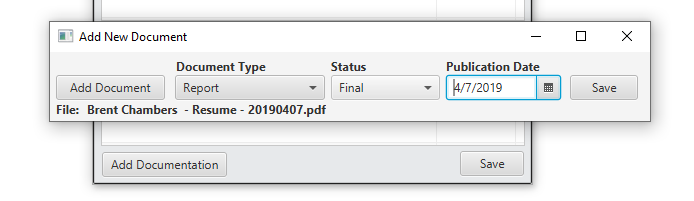 Add New Document
Document Type Status Publication Date
Add Document Report Final 4/7/2019 Save
File: Brent Chambers - Resume - 20190407.pdf
Add Documentation Save